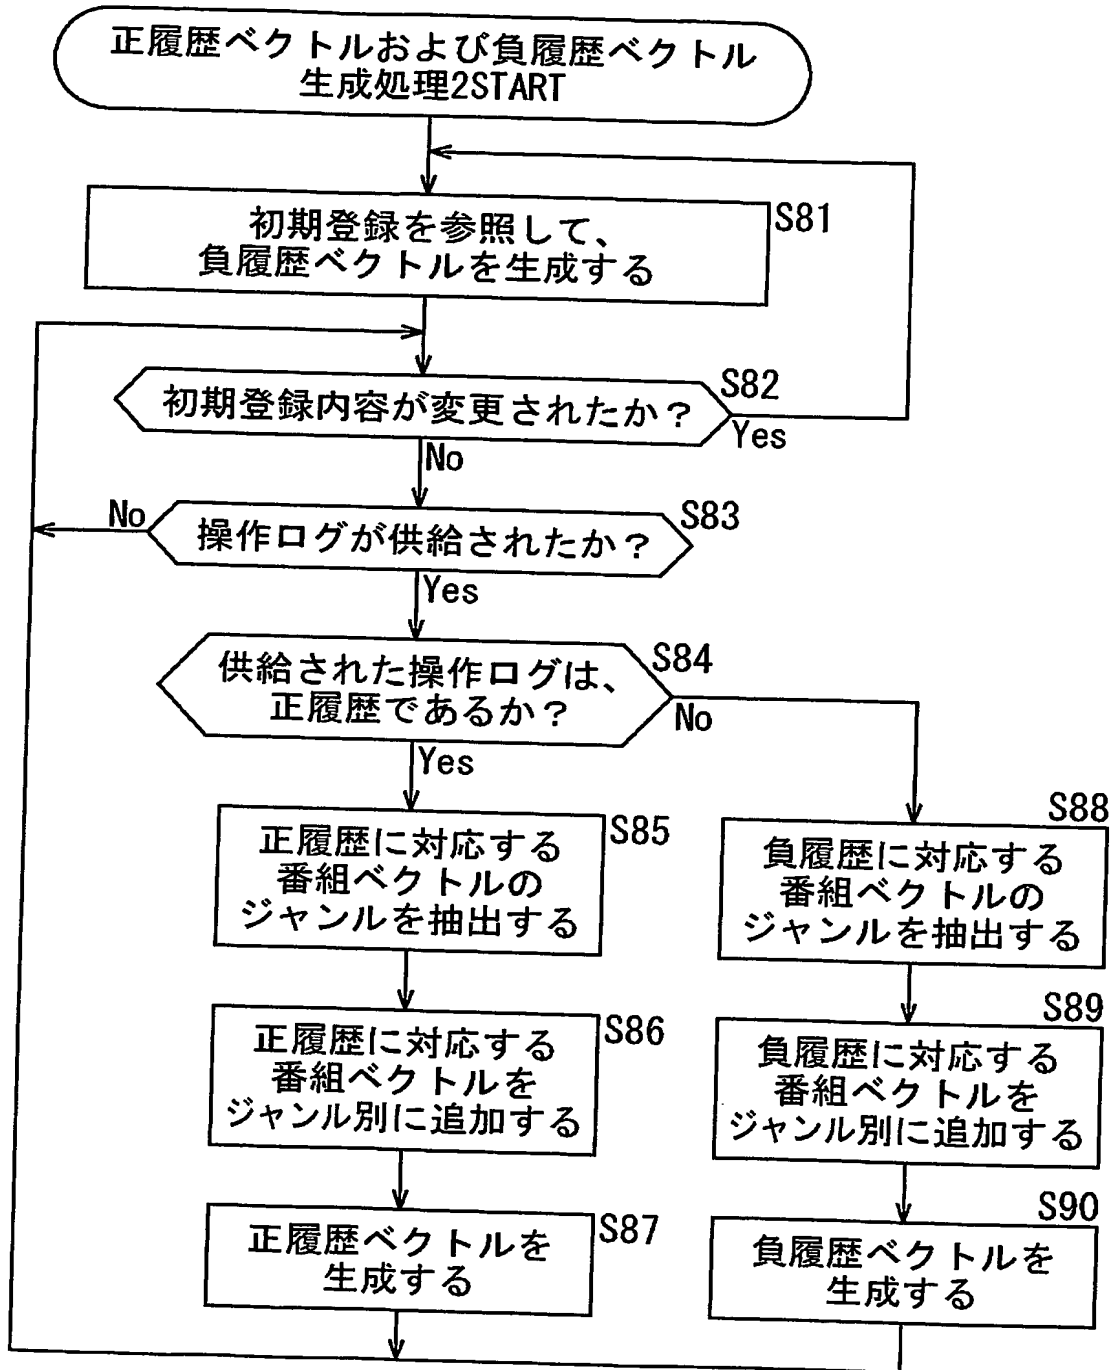 正履歴ベクトルおよび負履歴ベクトル
生成処理2START
初期登録を参照して、
負履歴ベクトルを生成する
S81
初期登録内容が変更されたか？
S82
Yes
No
操作ログが供給されたか？
S83
No
Yes
供給された操作ログは、
正履歴であるか？
S84
No
Yes
正履歴に対応する
番組ベクトルの
ジャンルを抽出する
S85
正履歴に対応する
番組ベクトルを
ジャンル別に追加する
S86
正履歴ベクトルを
生成する
S87
S88
負履歴に対応する
番組ベクトルの
ジャンルを抽出する
S89
負履歴に対応する
番組ベクトルを
ジャンル別に追加する
S90
負履歴ベクトルを
生成する